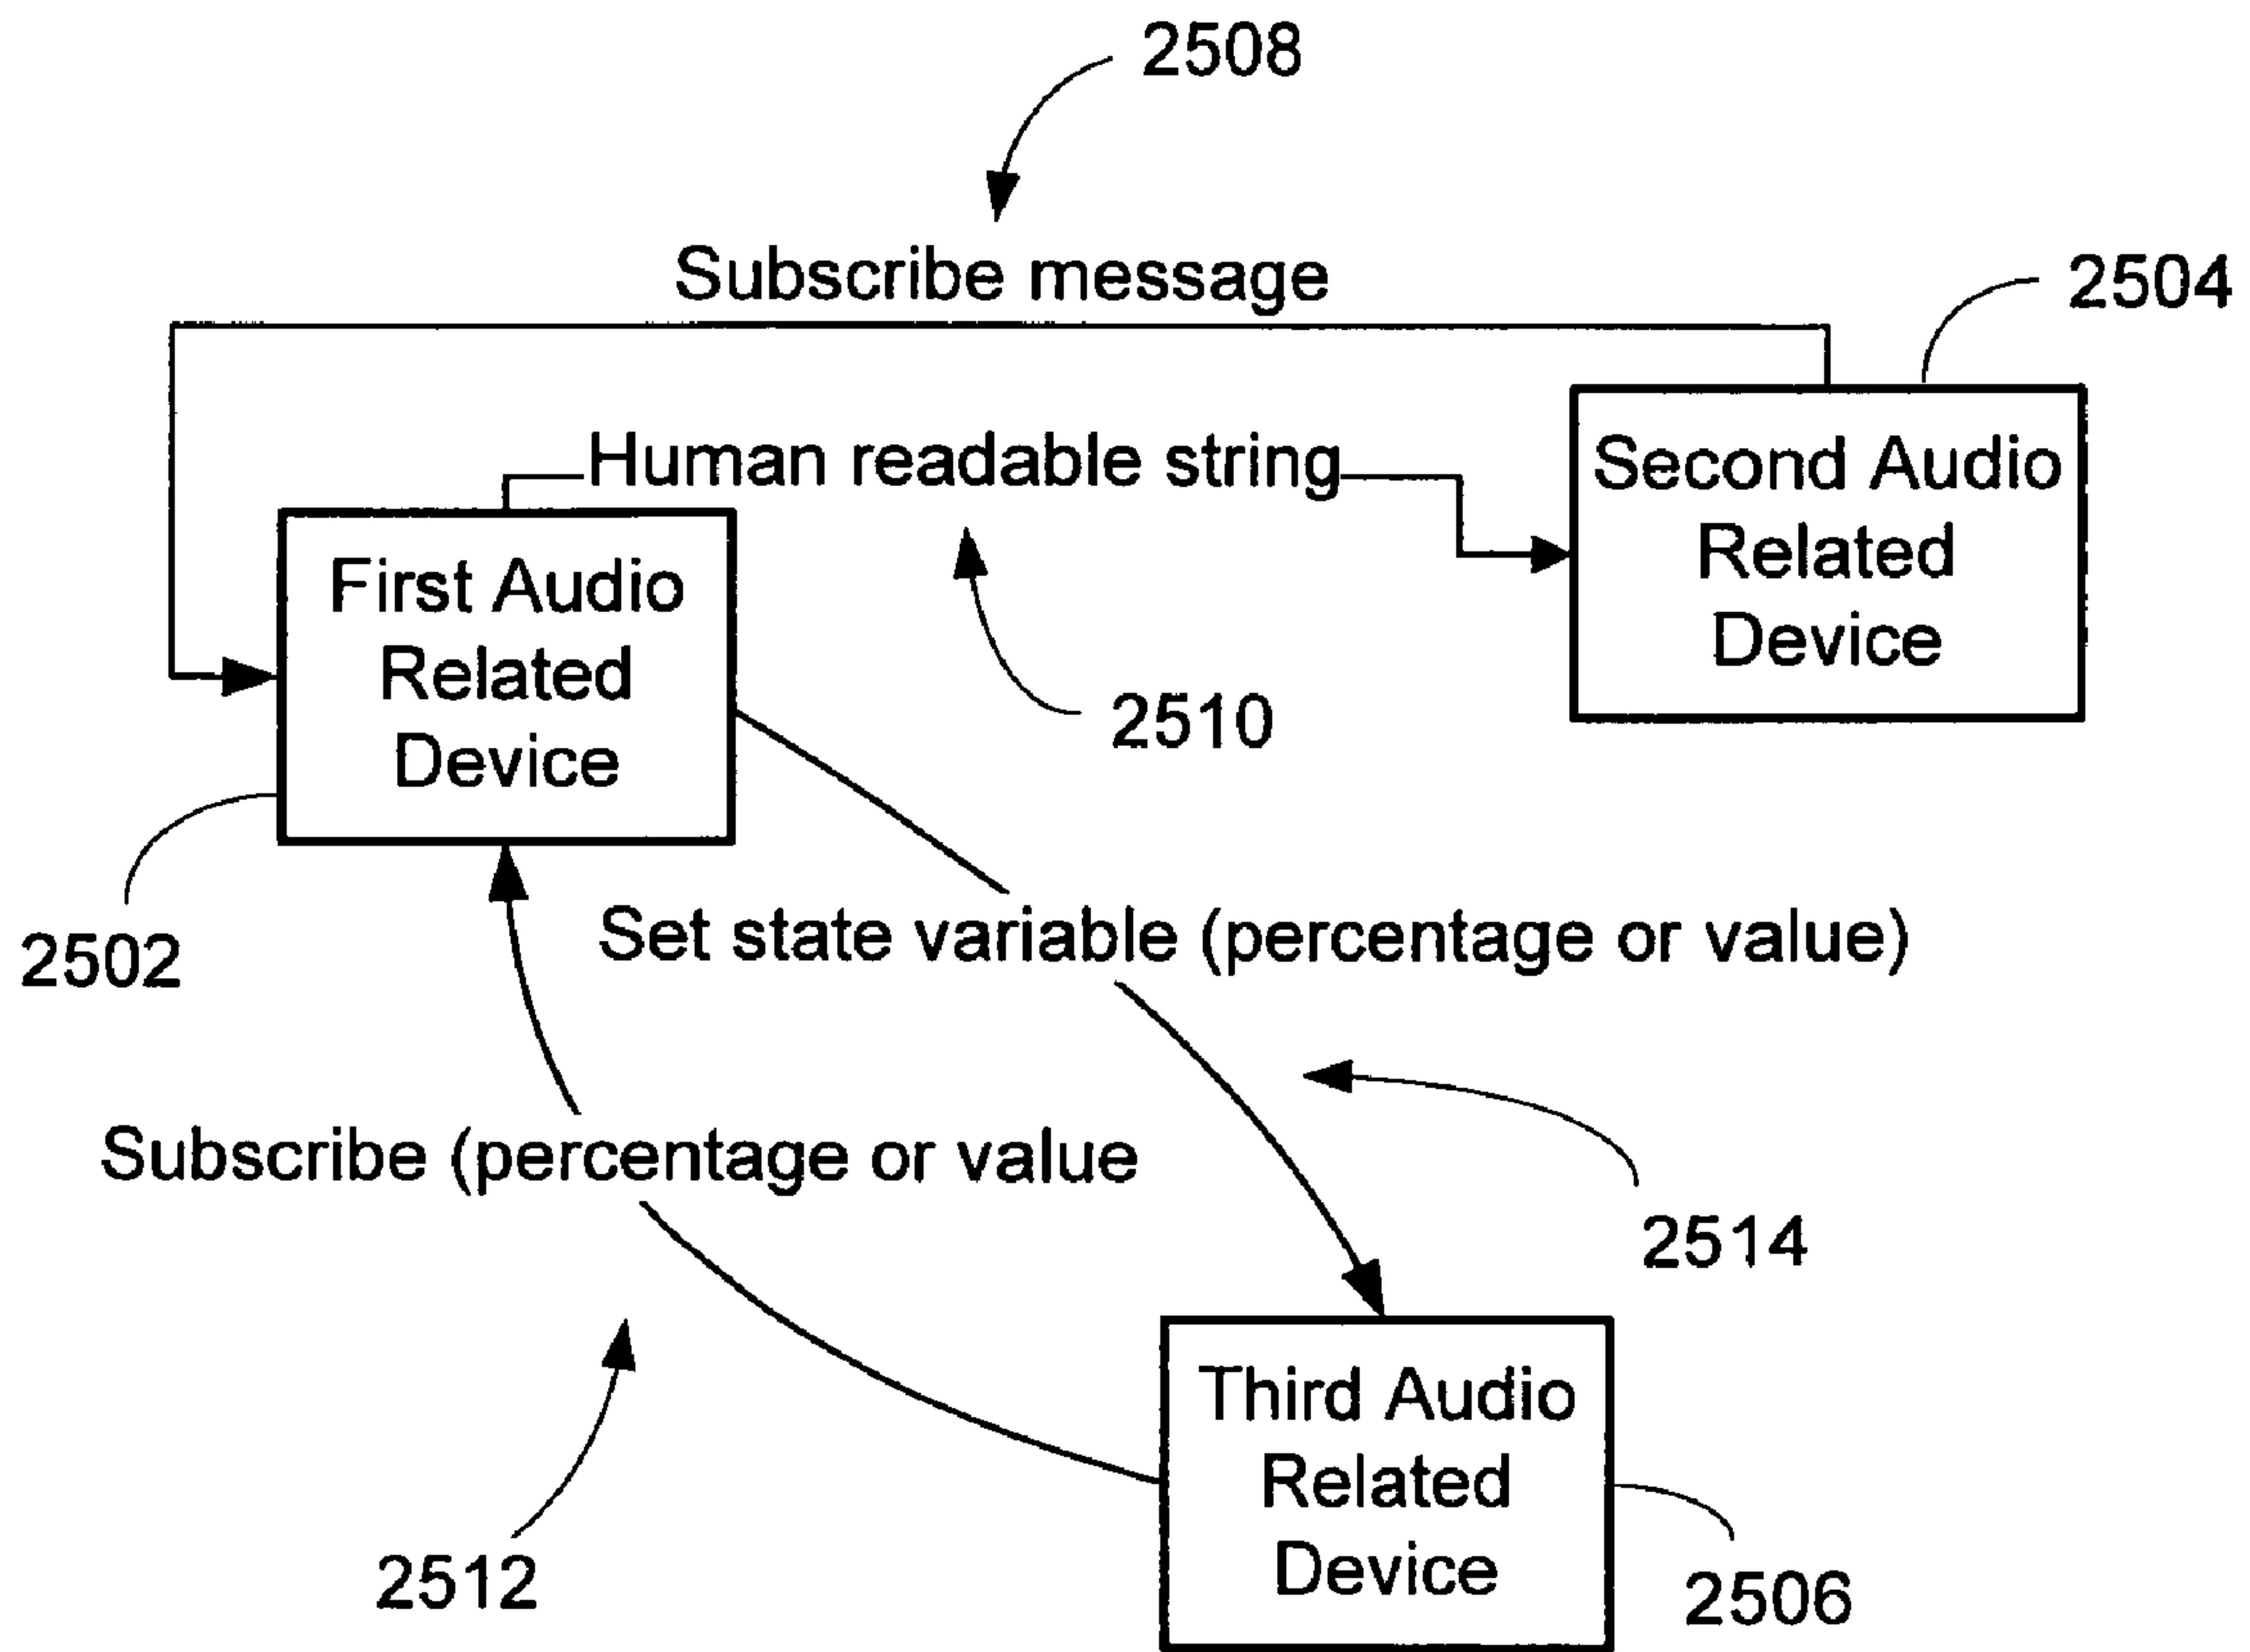 2508
Subscribe message
2504
Human readable string
Second Audio
Related
Device
First Audio
Related
Device
2510
2502
Set state variable (percentage or value)
Subscribe (percentage or value
2514
Third Audio
Related
Device
2512
2506